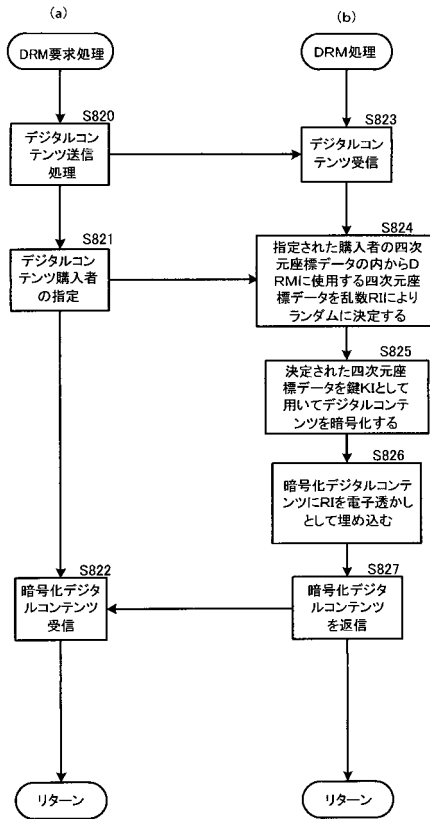 (a)
DRM要求処理
S820
デジタルコン
テンツ送信
処理
S821
デジタルコン
テンツ購入者
の指定
S822
暗号化デジタ
ルコンテンツ
受信
リターン
(b)
DRM処理
S823
デジタルコ
ンテンツ受信
S824
指定された購入者の四次
元座標データの内からD
RMに使用する四次元座
標データを乱数RIにより
ランダムに決定する
S825
決定された四次元座
標データを鍵KIとして
用いてデジタルコンテ
ンツを暗号化する
S826
暗号化デジタルコンテ
ンツにRIを電子透かし
として埋め込む
S827
暗号化デジタ
ルコンテンツ
を返信
リターン